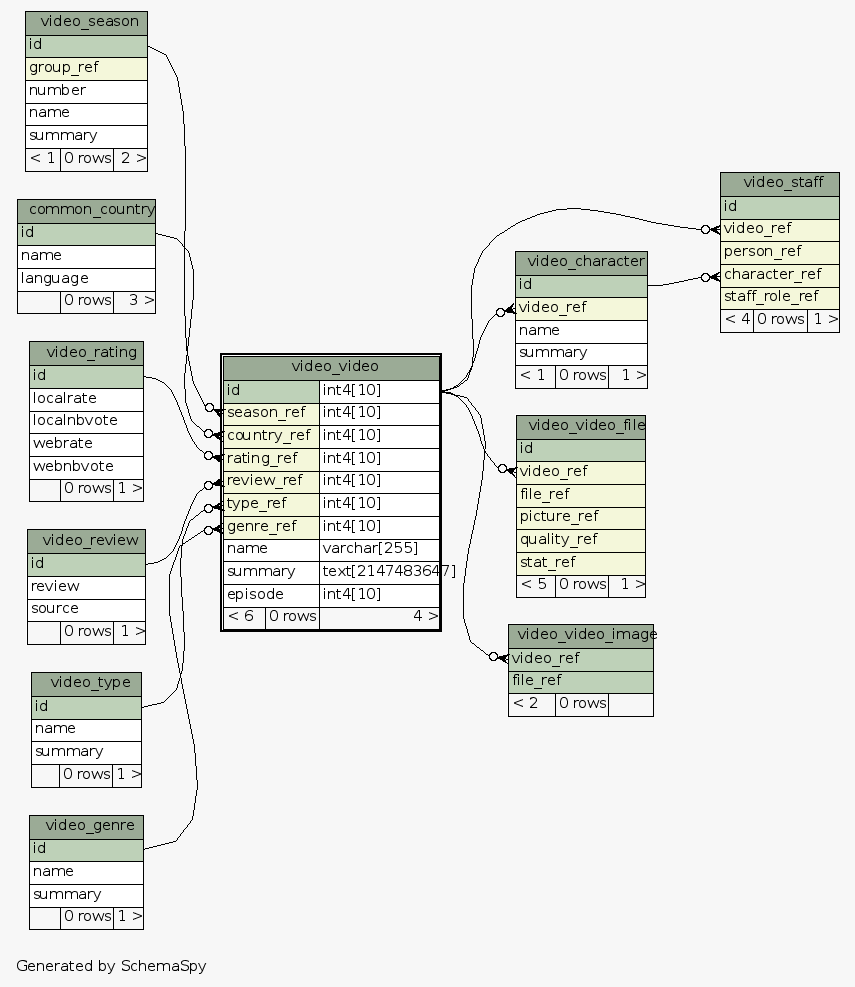 video_season
id
group_ref
number
name
summary
< 1 0 rows 2 >
common_country
id
name
language
0 rows 3 >
video_rating
id
localrate
localnbvote
webrate
webnbvote
0 rows 1 >
video_review
id
review
source
0 rows 1 >
video_type
id
name
summary
0 rows 1 >
video_genre
id
name
summary
0 rows 1 >
video_video
id int4[10]
season_ref int4[10]
country_ref int4[10]
rating_ref int4[10]
review_ref int4[10]
type_ref int4[10]
genre_ref int4[10]
name varchar[255]
summary text[2147483647]
episode int4[10]
< 6 0 rows 4 >
video_character
id
video_ref
name
summary
< 1 0 rows 1 >
video_video_file
id
video_ref
file_ref
picture_ref
quality_ref
stat_ref
< 5 0 rows 1 >
video_video_image
video_ref
file_ref
< 2 0 rows
video_staff
id
video_ref
person_ref
character_ref
staff_role_ref
< 4 0 rows 1 >
Generated by SchemaSpy